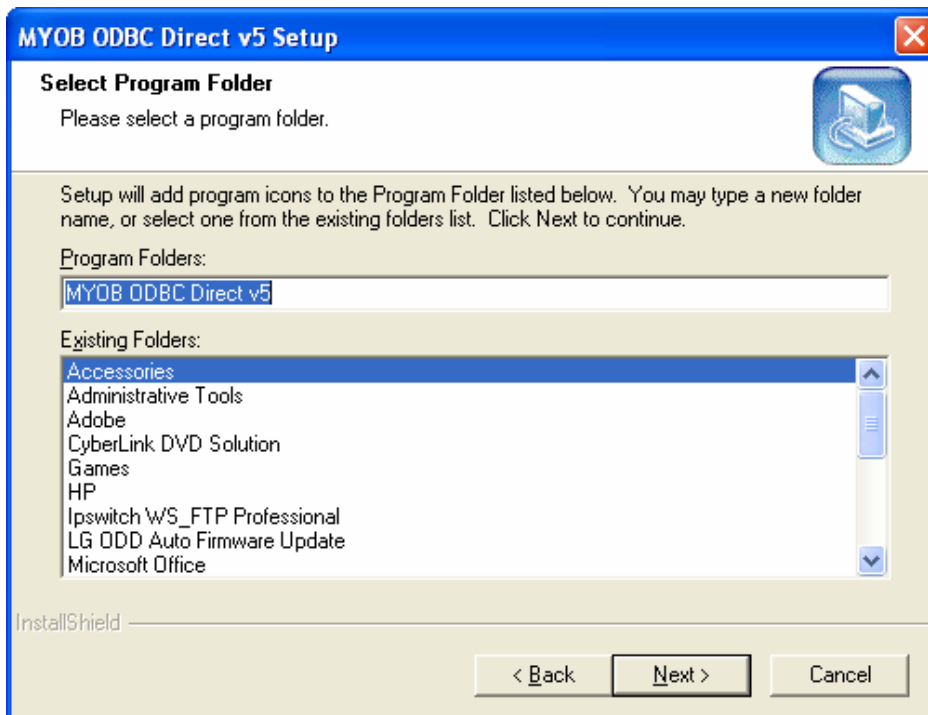 MYOB ODBC Direct v5 Setup
Select Program Folder
Please select a program folder.
Setup will add program icons to the Program Folder listed below. You may type a new folder
name, or select one from the existing folders list. Click Next to continue.
Program Folders:
MYOB ODBC Direct v5
Existing Folders:
Accessories
Administrative Tools
Adobe
CyberLink DVD Solution
Games
HP
Ipswitch WS_FTP Professional
LG ODD Auto Firmware Update
Microsoft Office
InstallShield
< Back Next > Cancel